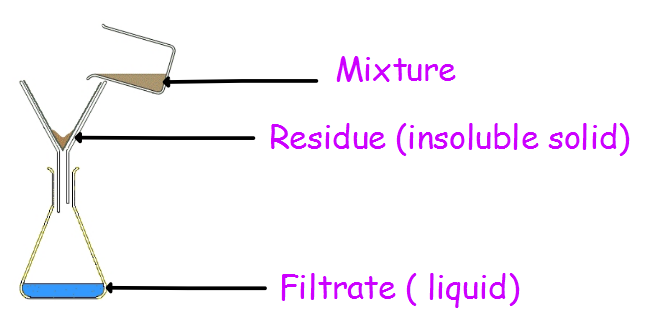 Mixture
Residue (insoluble solid)
Filtrate ( liquid)